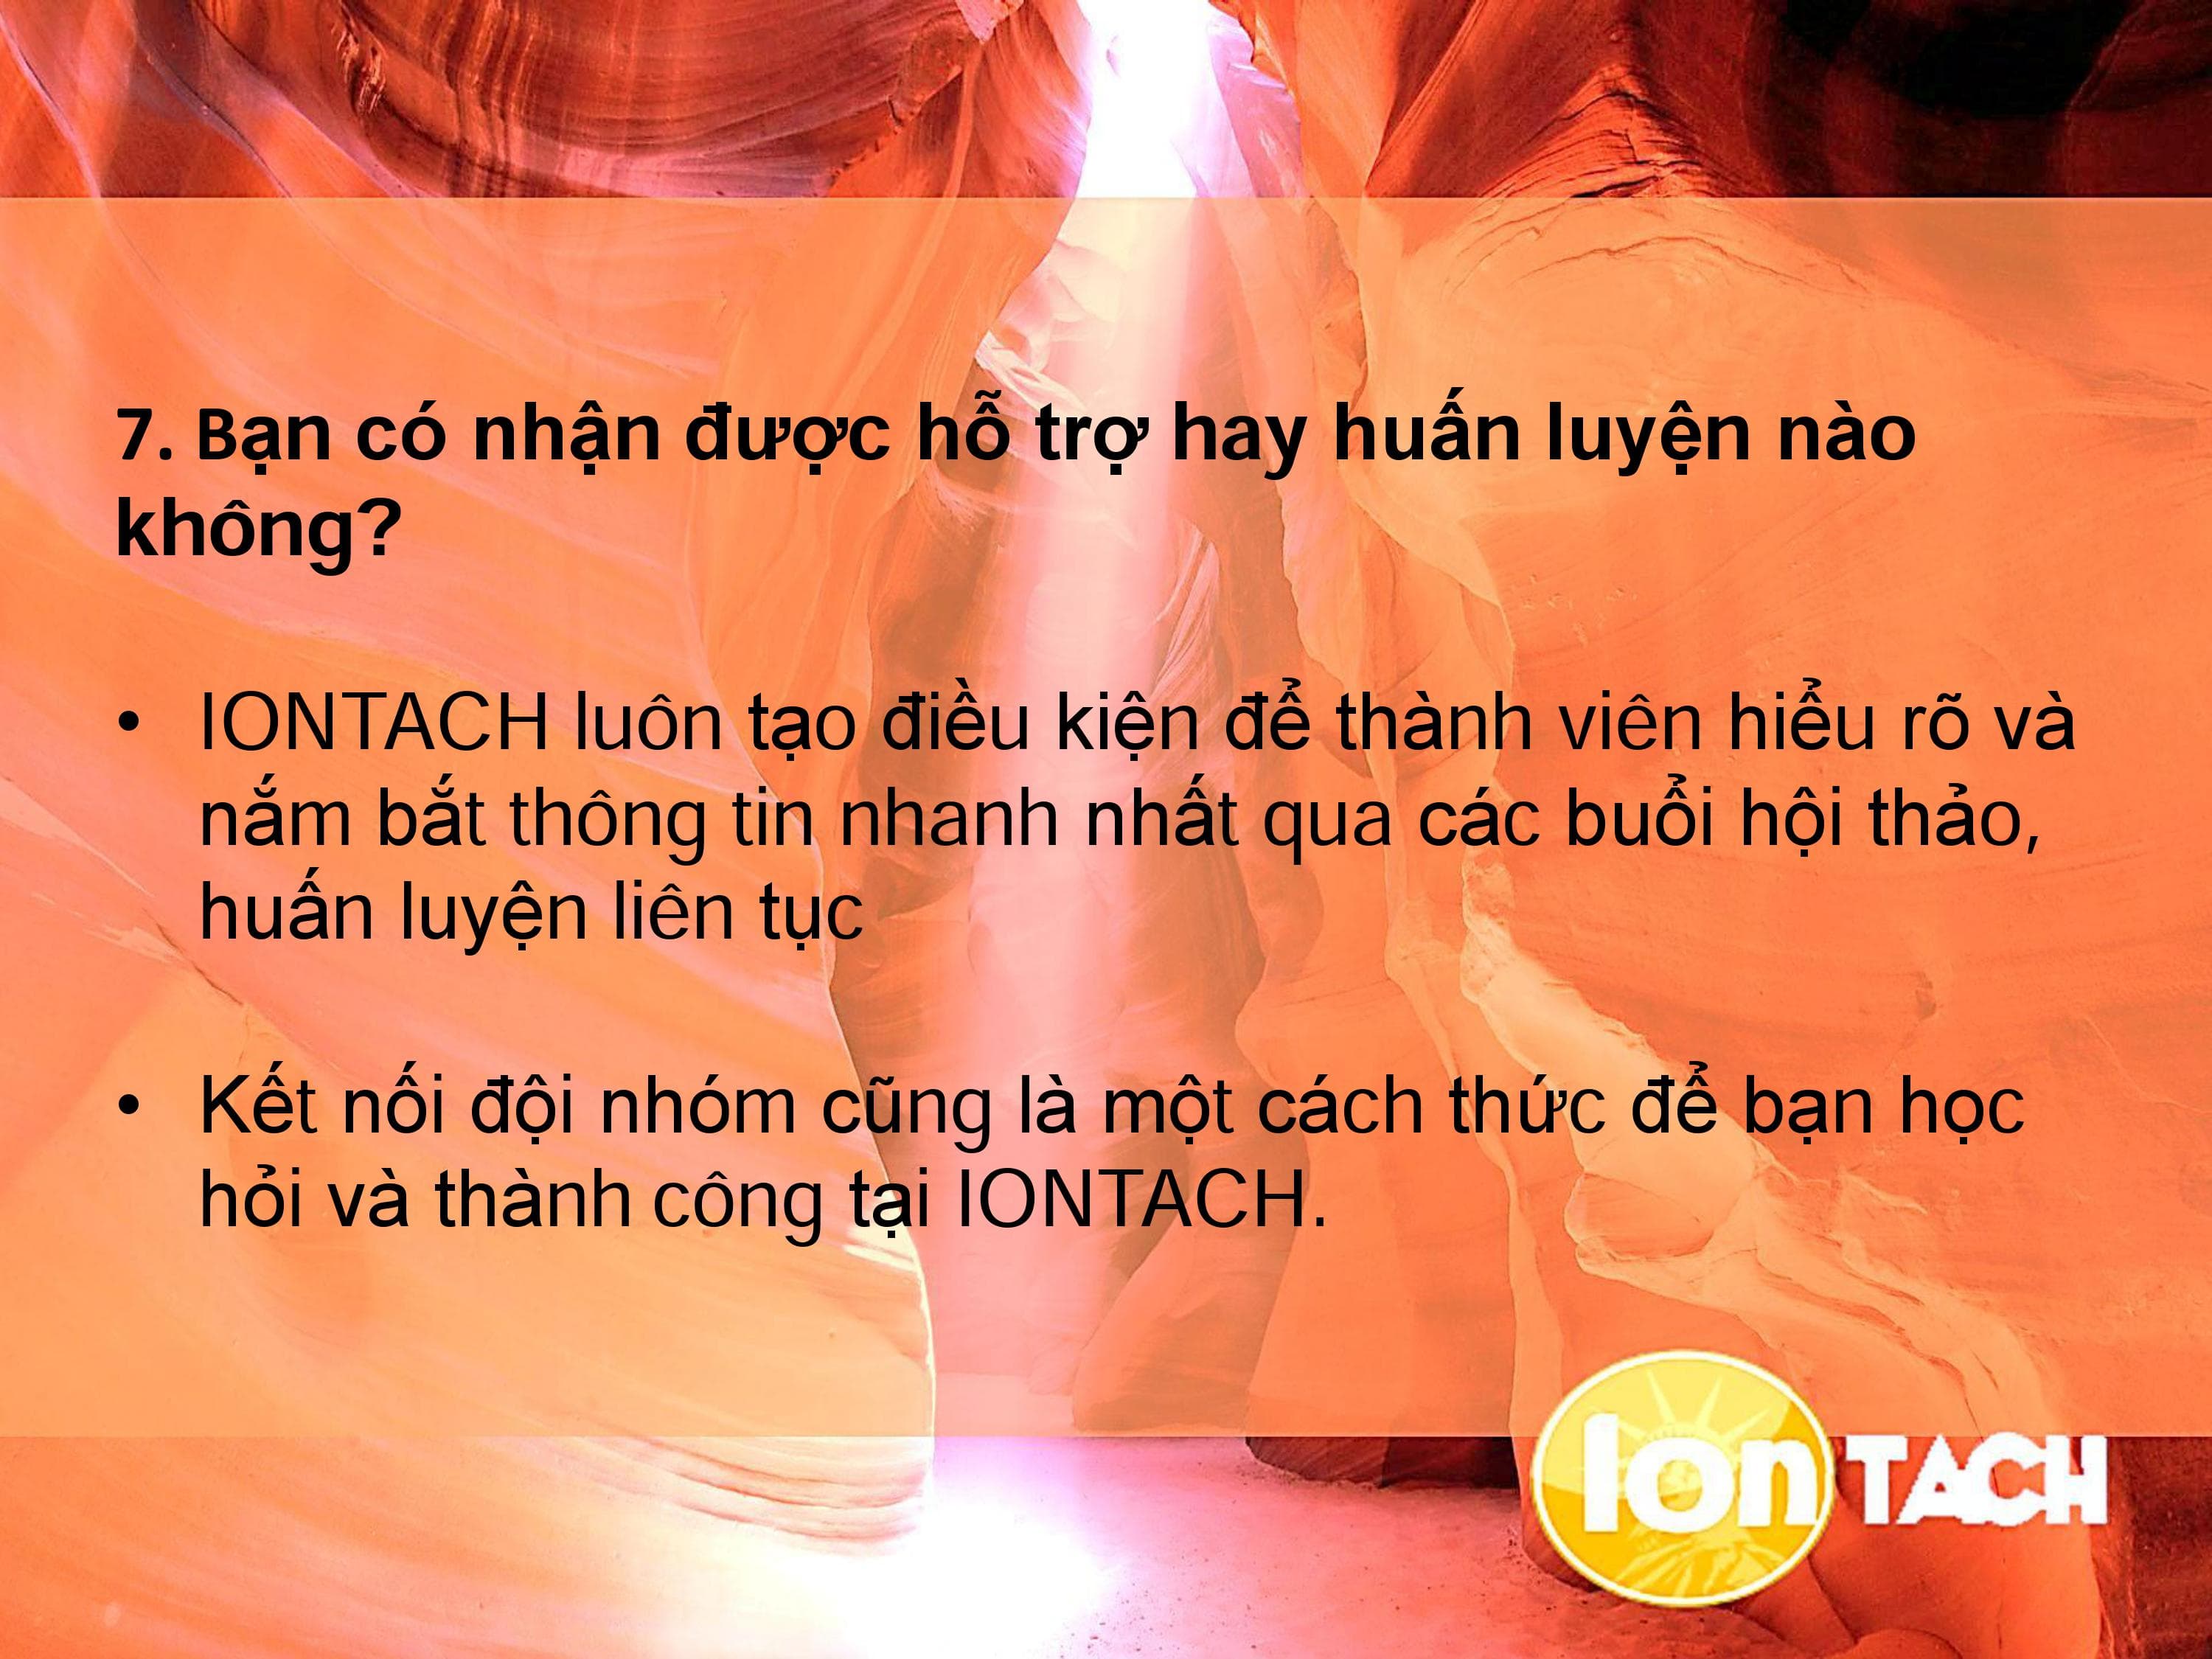 7. Bạn có nhận được hỗ trợ hay huấn luyện nào
không?
• IONTACH luôn tạo điều kiện để thành viên hiểu rõ và
nắm bắt thông tin nhanh nhất qua các buổi hội thảo,
huấn luyện liên tục
• Kết nối đội nhóm cũng là một cách thức để bạn học
hỏi và thành công tại IONTACH.
Ion TACH